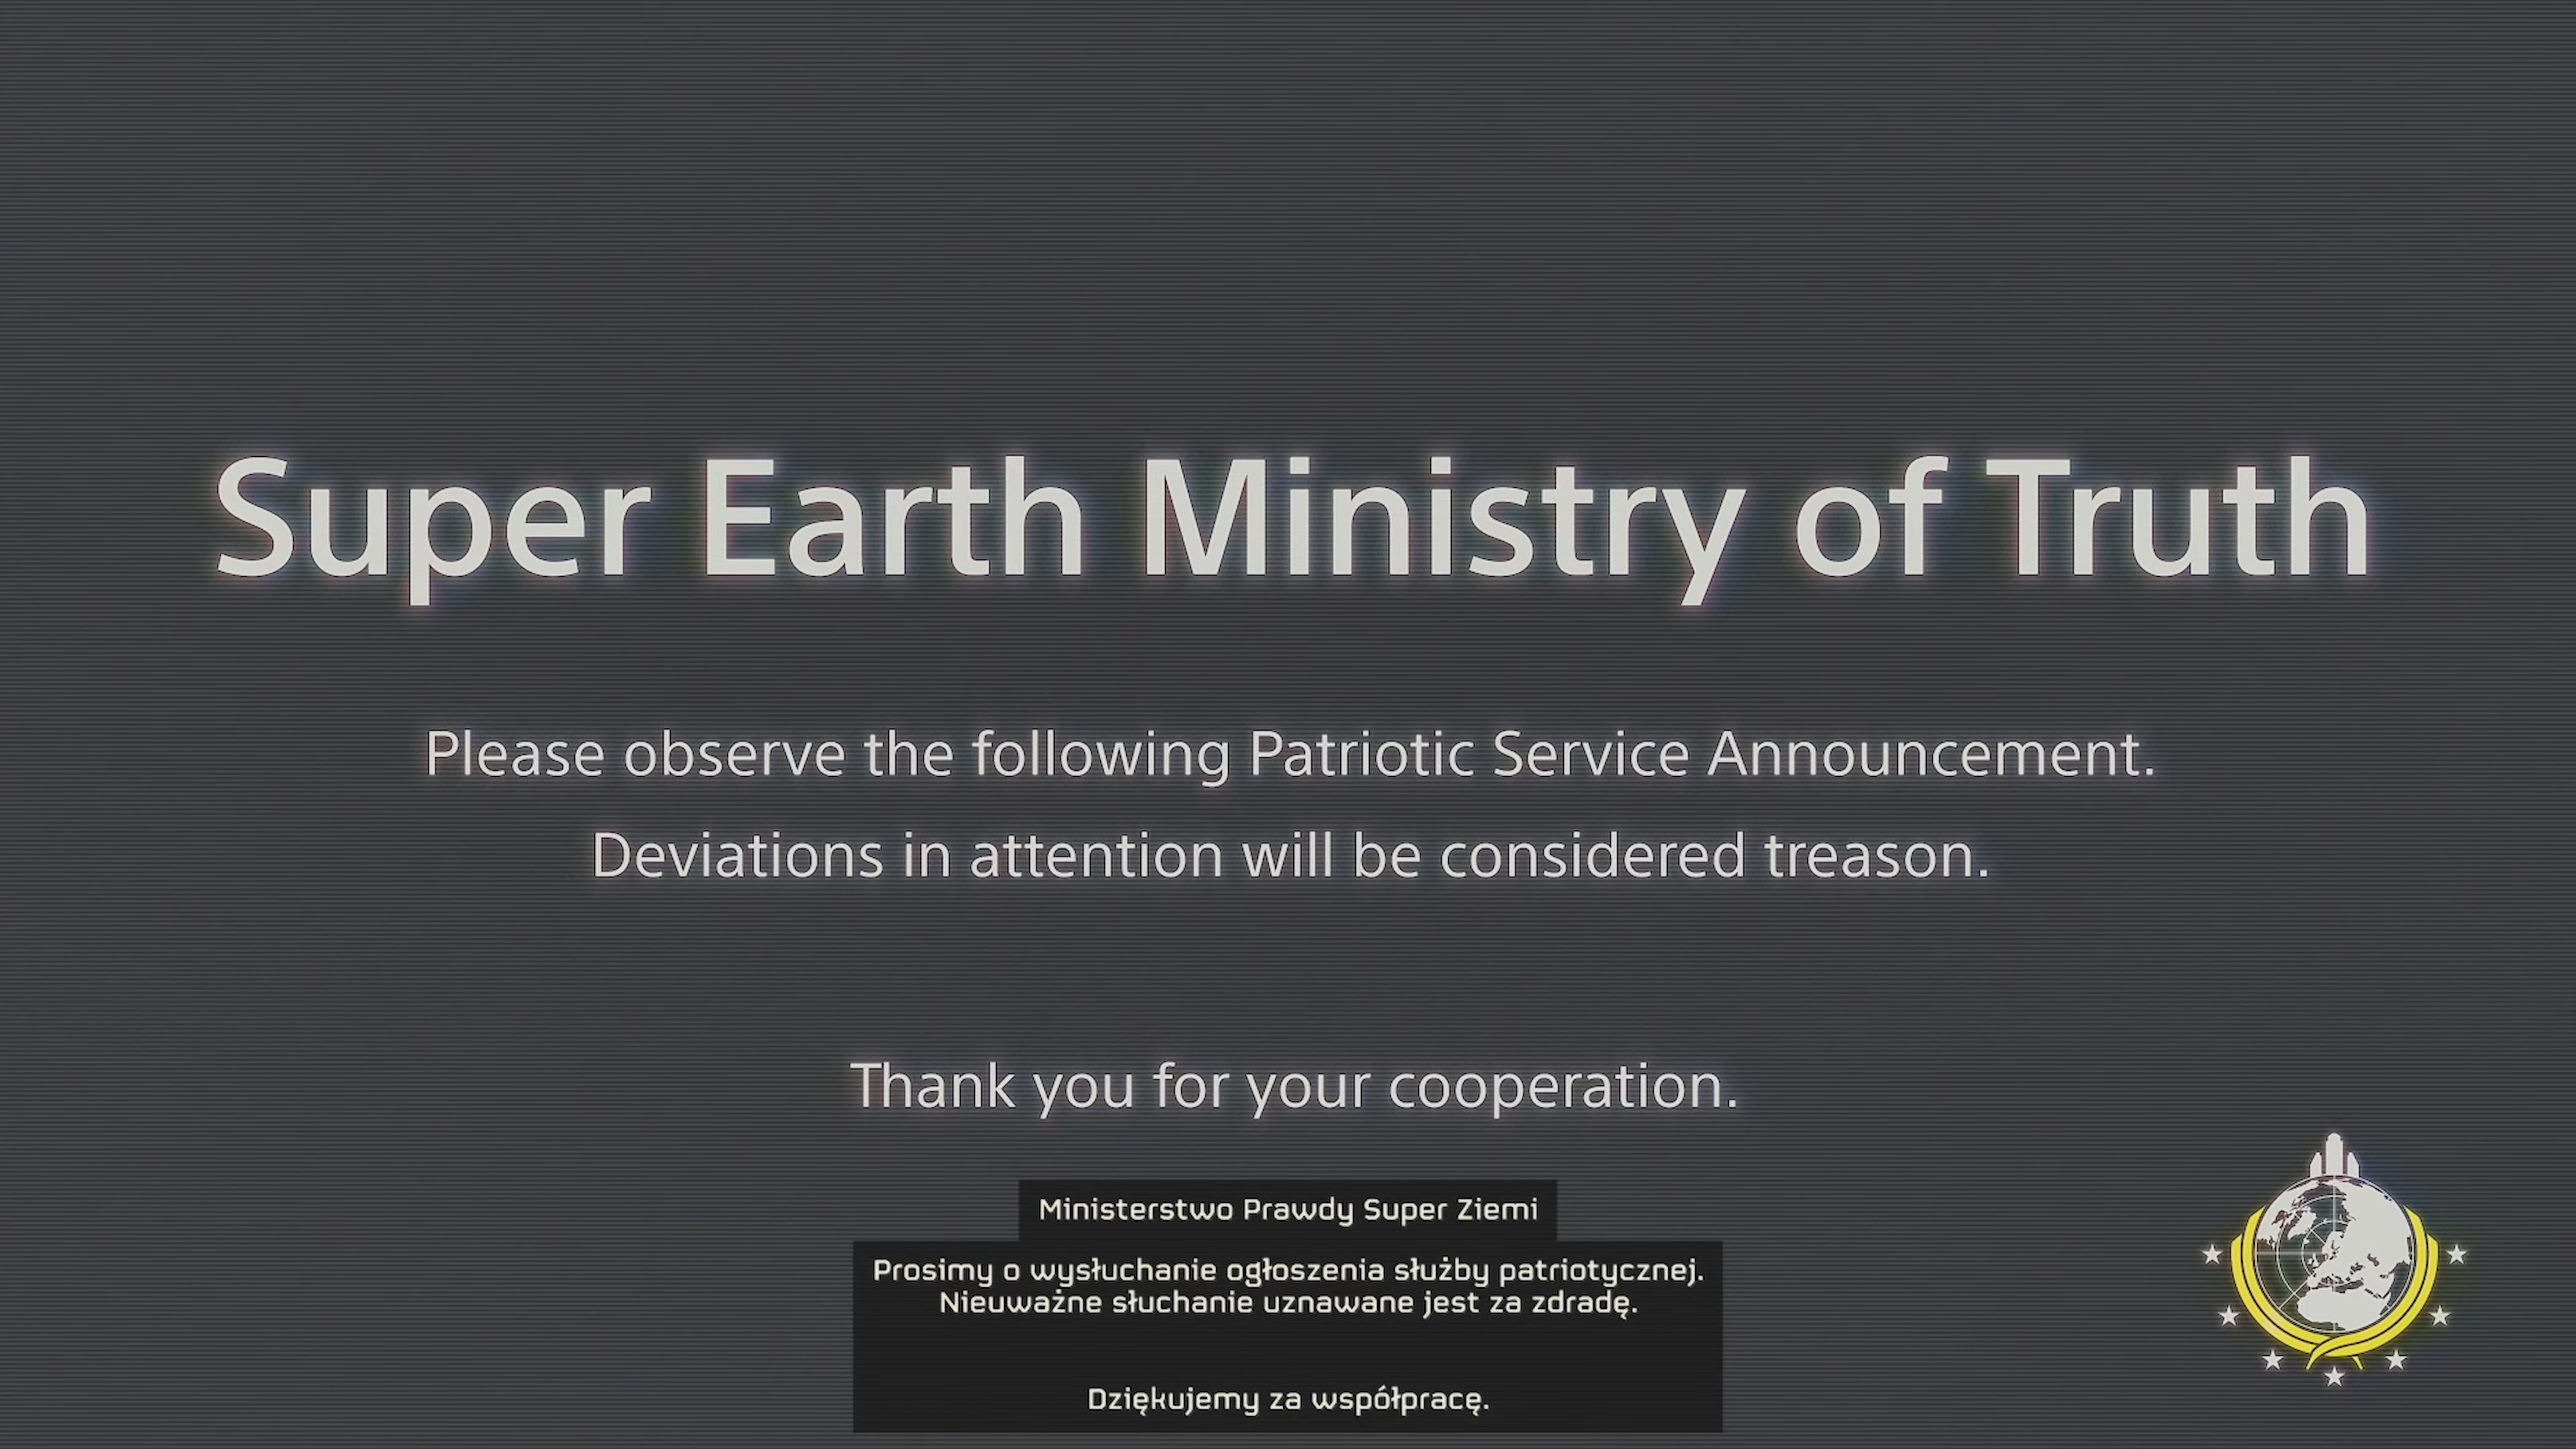 Super Earth Ministry of Truth
Please observe the following Patriotic Service Announcement.
Deviations in attention will be considered treason.
Thank you for your cooperation.
Ministerstwo Prawdy Super Ziemi
Prosimy o wysłuchanie ogłoszenia służby patriotycznej.
Nieuważne słuchanie uznawane jest za zdradę.
Dziękujemy za współpracę.